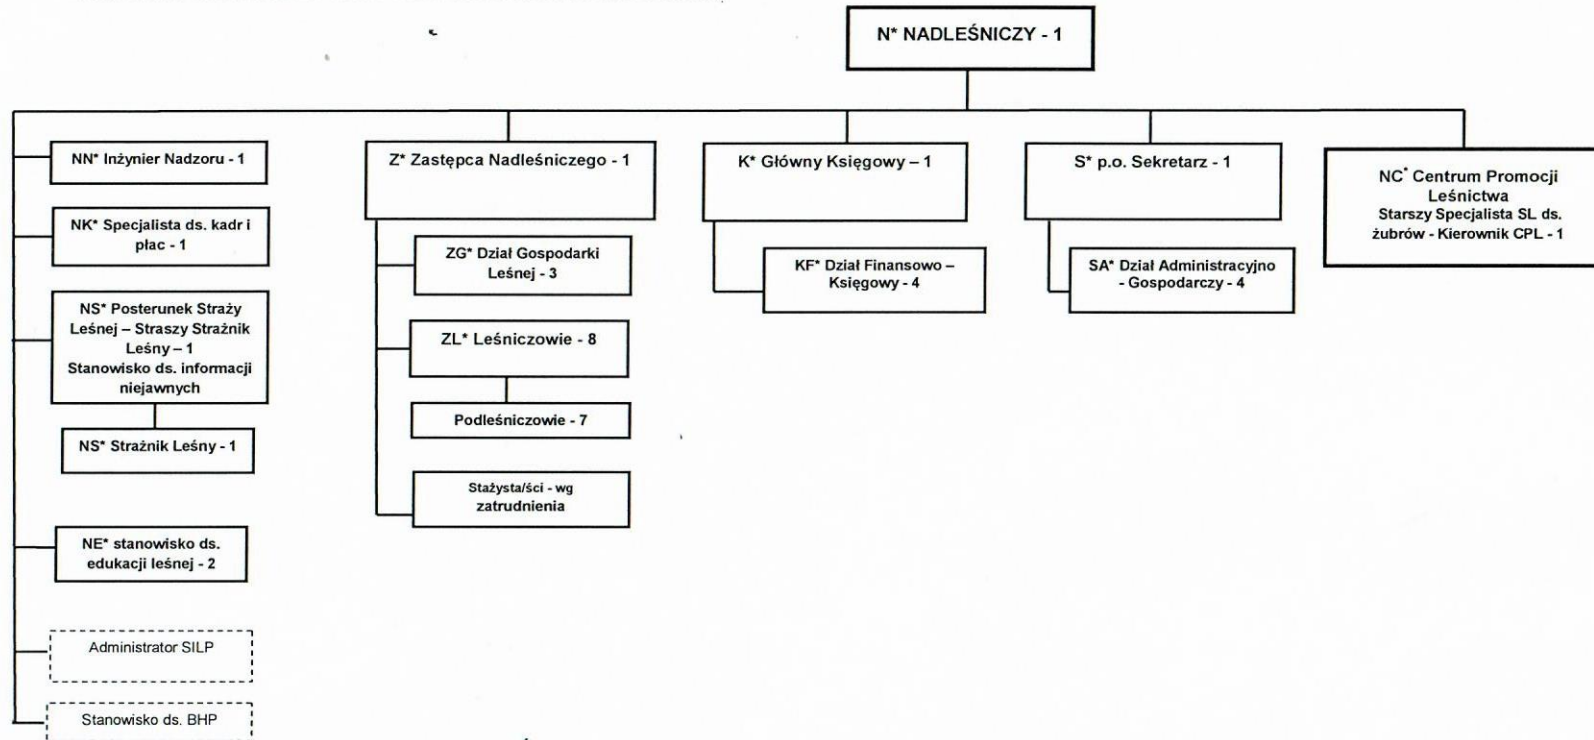 N* NADLEŚNICZY - 1
NN* Inżynier Nadzoru - 1
NK* Specjalista ds. kadr i
płac - 1
NS* Posterunek Straży
Leśnej – Straszy Strażnik
Leśny – 1
Stanowisko ds. informacji
niejawnych
NS* Strażnik Leśny - 1
NE* stanowisko ds.
edukacji leśnej - 2
Administrator SILP
Stanowisko ds. BHP
Z* Zastępca Nadleśniczego - 1
ZG* Dział Gospodarki
Leśnej - 3
ZL* Leśniczowie - 8
Podleśniczowie - 7
Stażysta/ści - wg
zatrudnienia
K* Główny Księgowy – 1
KF* Dział Finansowo –
Księgowy - 4
S* p.o. Sekretarz - 1
SA* Dział Administracyjno
- Gospodarczy - 4
NC* Centrum Promocji
Leśnictwa
Starszy Specjalista SL ds.
żubrów - Kierownik CPL - 1